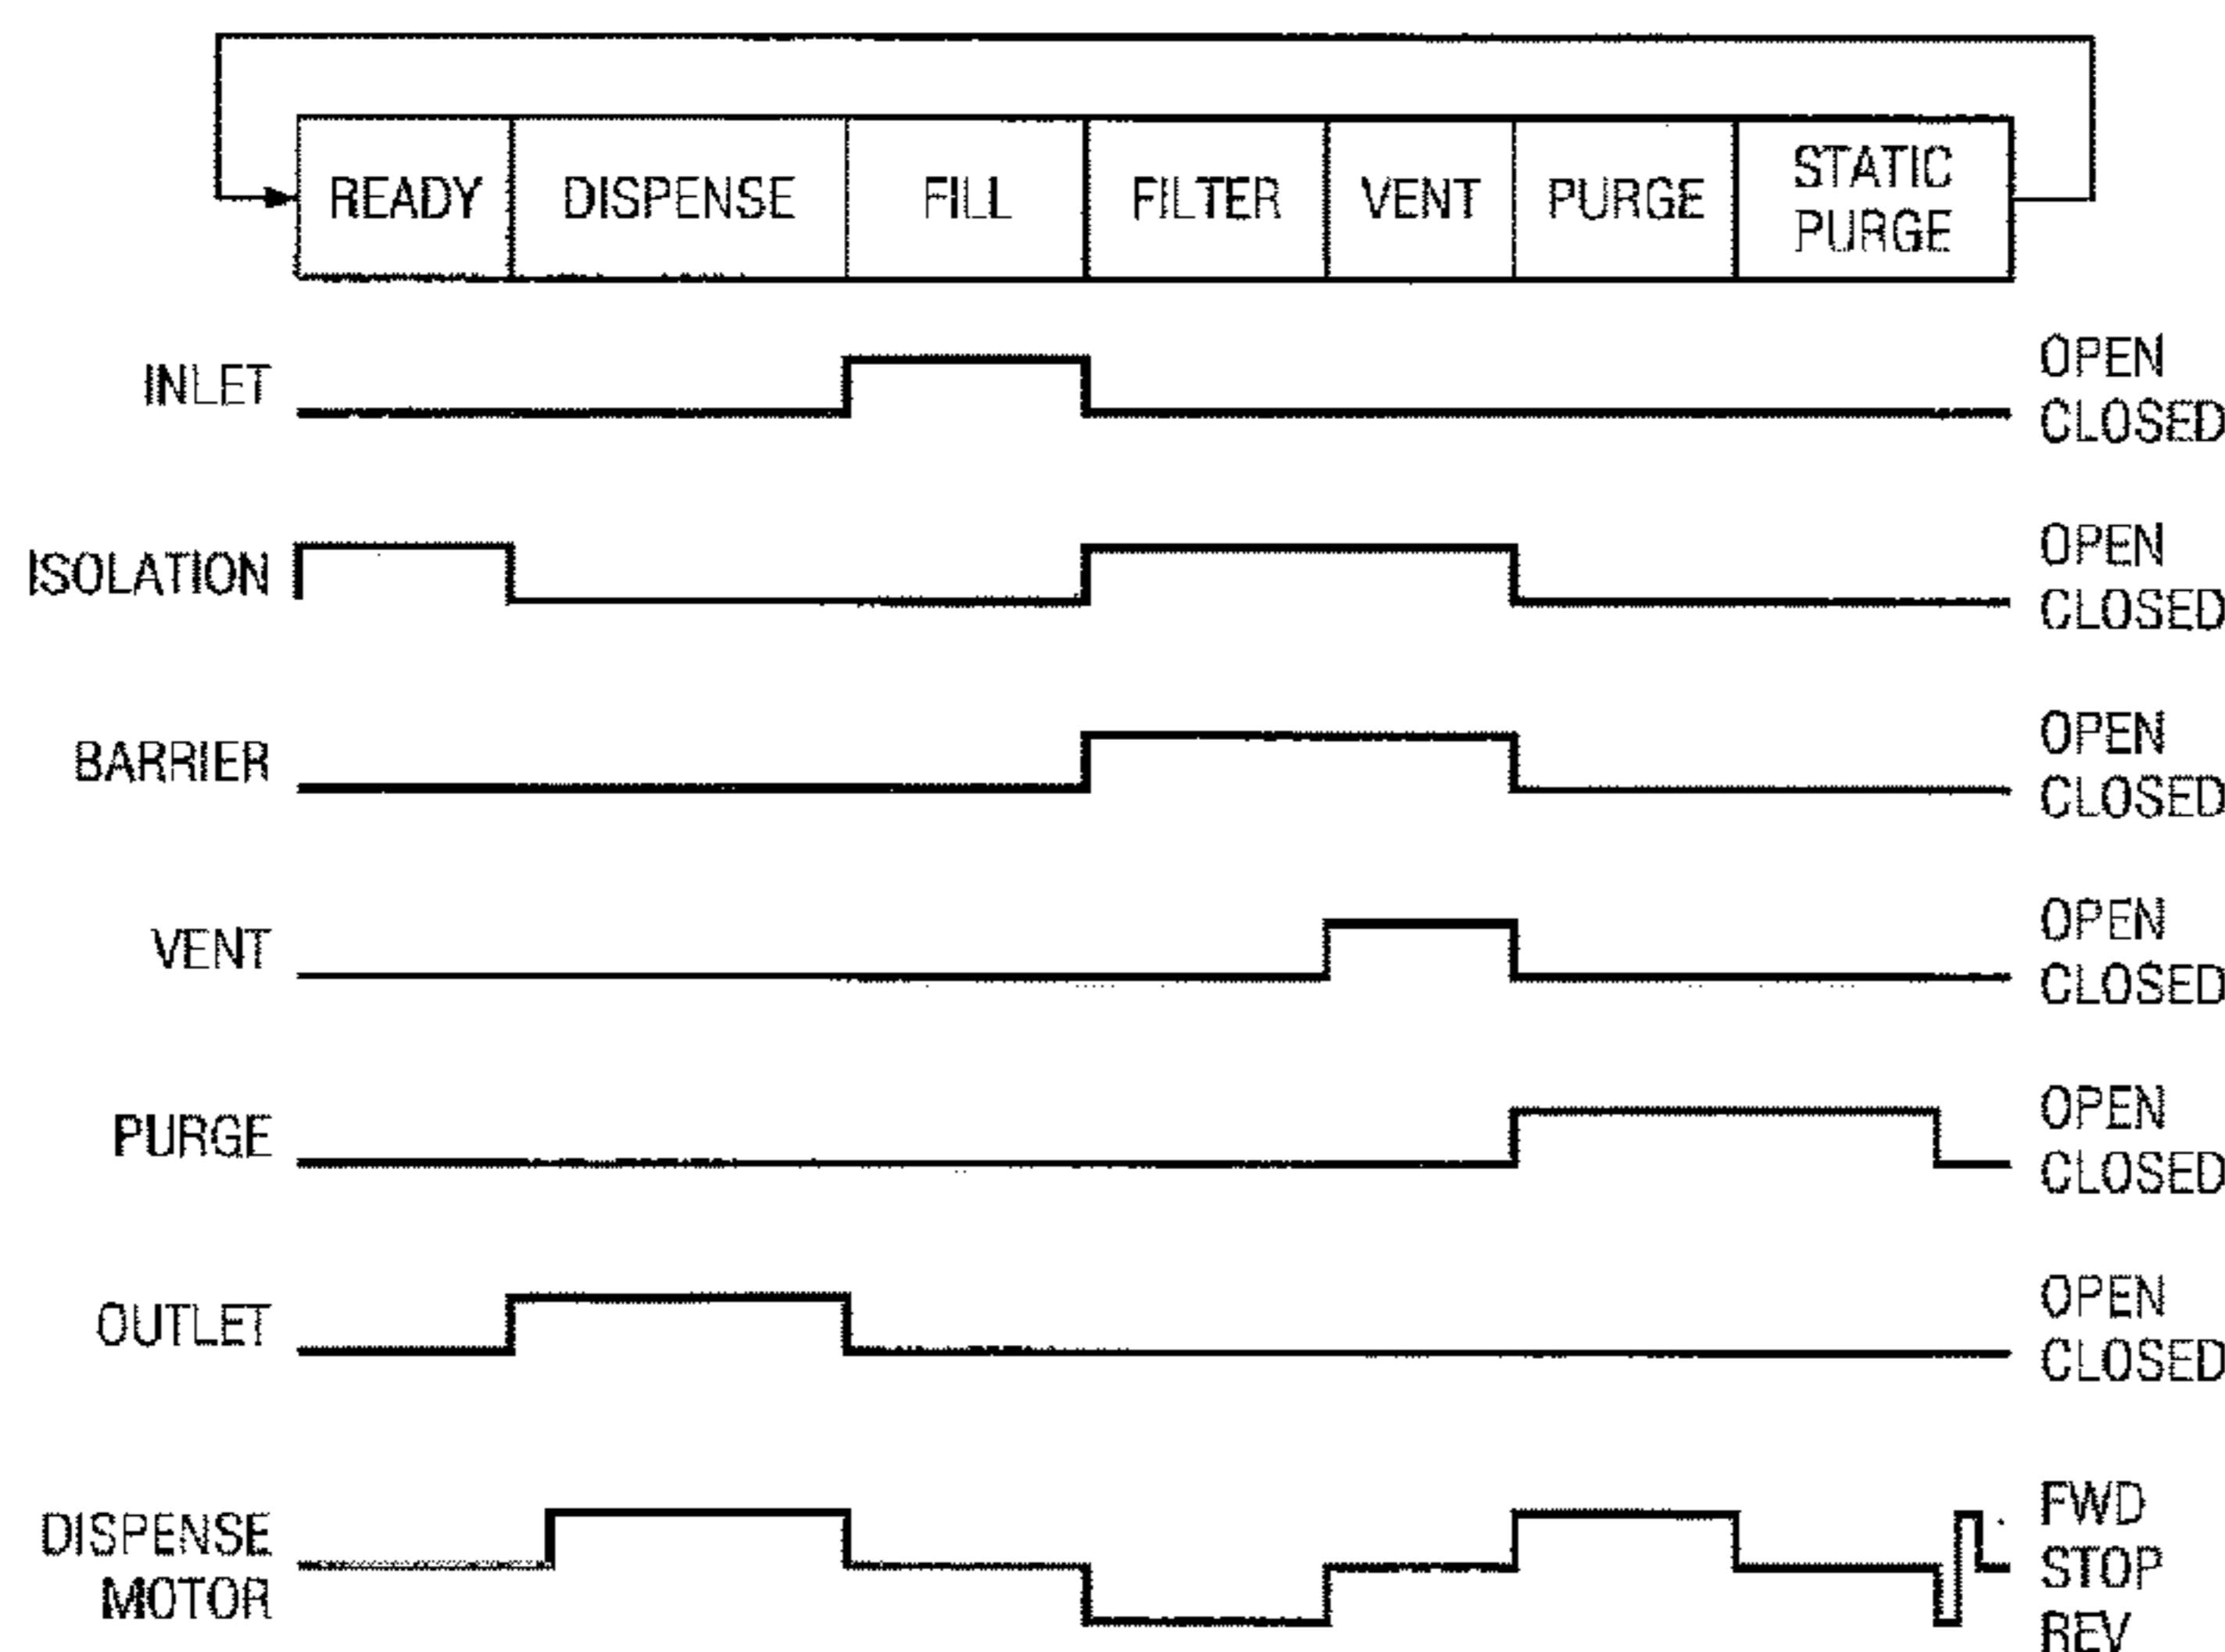 READY DISPENSE FILL FILTER VENT PURGE STATIC PURGE
INLET OPEN
CLOSED
ISOLATION OPEN
CLOSED
BARRIER OPEN
CLOSED
VENT OPEN
CLOSED
PURGE OPEN
CLOSED
OUTLET OPEN
CLOSED
DISPENSE MOTOR FWD
STOP
REV